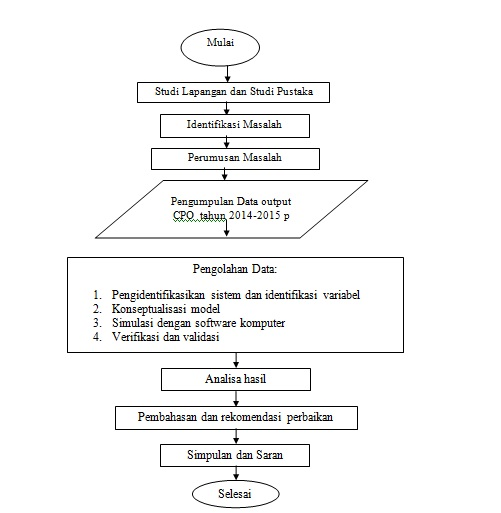 Mulai
Studi Lapangan dan Studi Pustaka
Identifikasi Masalah
Perumusan Masalah
Pengumpulan Data output
CPO tahun 2014-2015 p
Pengolahan Data:
1. Pengidentifikasikan sistem dan identifikasi variabel
2. Konseptualisasi model
3. Simulasi dengan software komputer
4. Verifikasi dan validasi
Analisa hasil
Pembahasan dan rekomendasi perbaikan
Simpulan dan Saran
Selesai